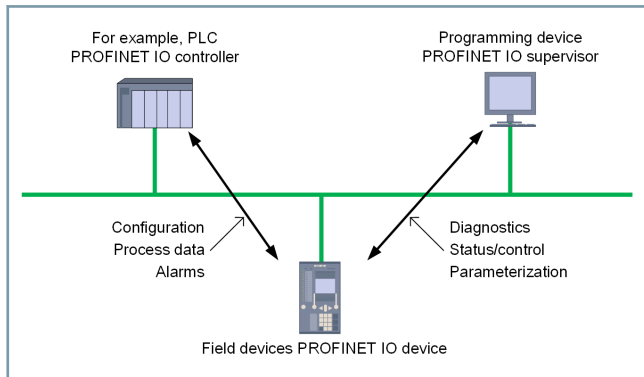 For example, PLC
PROFINET IO controller
Programming device
PROFINET IO supervisor
Configuration
Process data
Alarms
Diagnostics
Status/control
Parameterization
Field devices PROFINET IO device